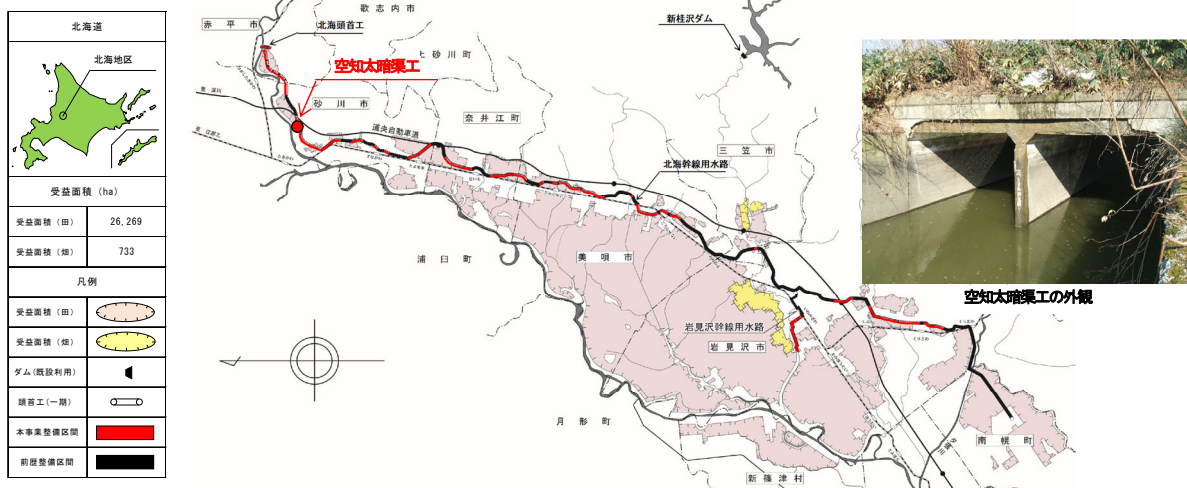 北海道
北海地区
受益面積 (ha)
受益面積 (田) 26,269
受益面積 (畑) 733
凡例
受益面積 (田)
受益面積 (畑)
ダム(既設利用)
頭首工(一期)
本事業整備区間
前歴整備区間
歌志内市
赤平市
北海頭首工
新桂沢ダム
上砂川町
空知太暗渠工
砂川市
奈井江町
道央自動車道
三笠市
北海幹線用水路
浦臼町
美唄市
空知太暗渠工の外観
岩見沢幹線用水路
岩見沢市
月形町
南幌町
夕張川
新篠津村